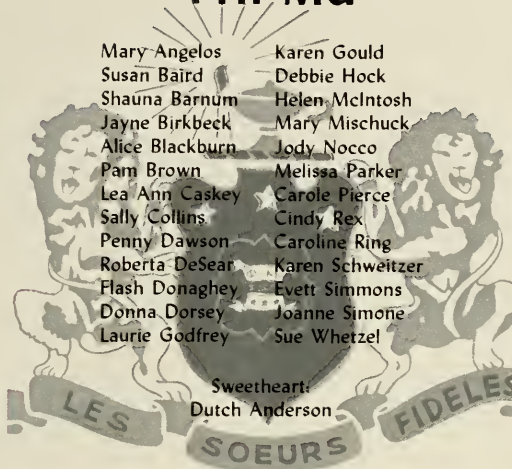 Phi Mu
Mary Angelos
Susan Baird
Shauna Barnum
Jayne Birkbeck
Alice Blackburn
Pam Brown
Lea Ann Caskey
Sally Collins
Penny Dawson
Roberta DeSear
Flash Donaghey
Donna Dorsey
Laurie Godfrey
Karen Gould
Debbie Hock
Helen McIntosh
Mary Mischuck
Jody Nocco
Melissa Parker
Carole Pierce
Cindy Rex
Caroline Ring
Karen Schweitzer
Evett Simmons
Joanne Simone
Sue Whetzel
Sweetheart:
Dutch Anderson
LES SOEURS FIDELES